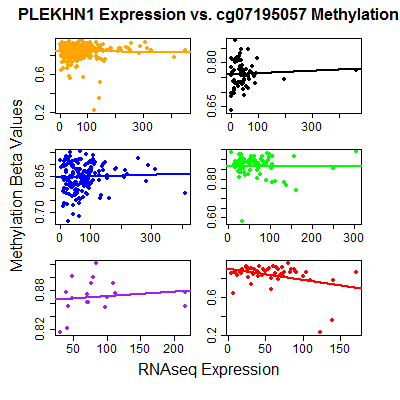 PLEKHN1 Expression vs. cg07195057 Methylation
Methylation Beta Values
0.2 0.6
0 100 300
0.65 0.80
0 100 300
0.70 0.85
0 100 300
0.60 0.80
0 100 200 300
0.82 0.88
50 100 150 200
0.2 0.6
0 50 100 150
RNAseq Expression